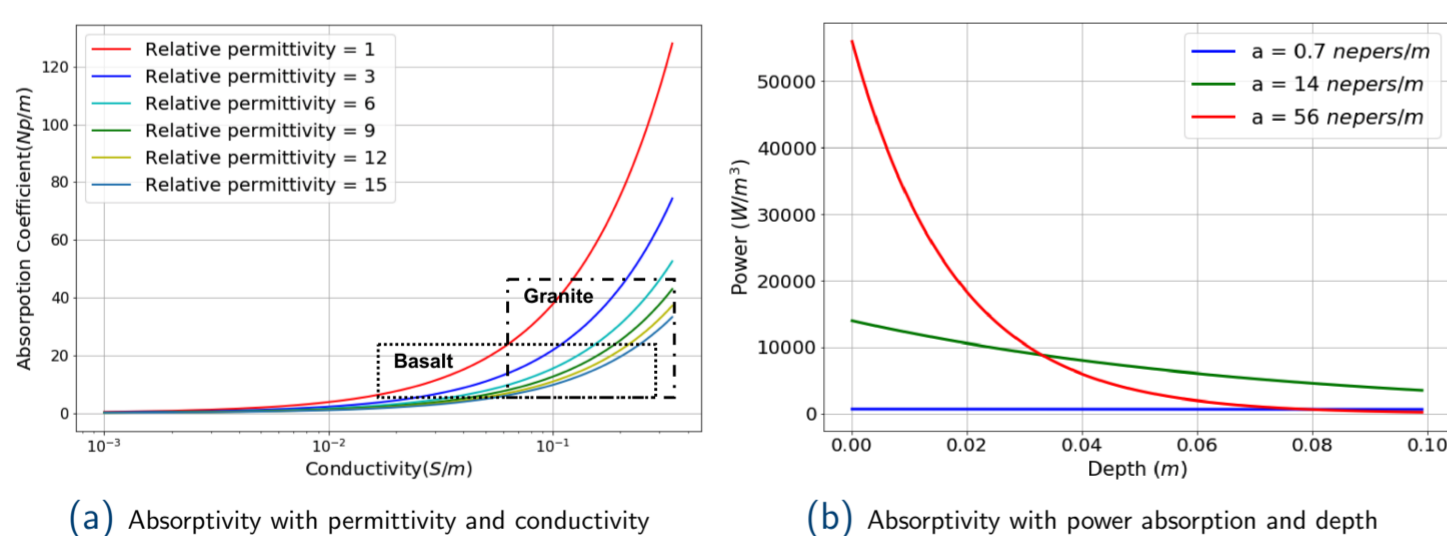 Relative permittivity = 1
Relative permittivity = 3
Relative permittivity = 6
Relative permittivity = 9
Relative permittivity = 12
Relative permittivity = 15
Absorpotion Coefficient(Np/m)
120
100
80
60
40
20
0
Granite
Basalt
10⁻³
10⁻²
10⁻¹
Conductivity(S/m)
(a) Absorptivity with permittivity and conductivity
a = 0.7 nepers/m
a = 14 nepers/m
a = 56 nepers/m
Power (W/m³)
50000
40000
30000
20000
10000
0
0.00
0.02
0.04
0.06
0.08
0.10
Depth (m)
(b) Absorptivity with power absorption and depth